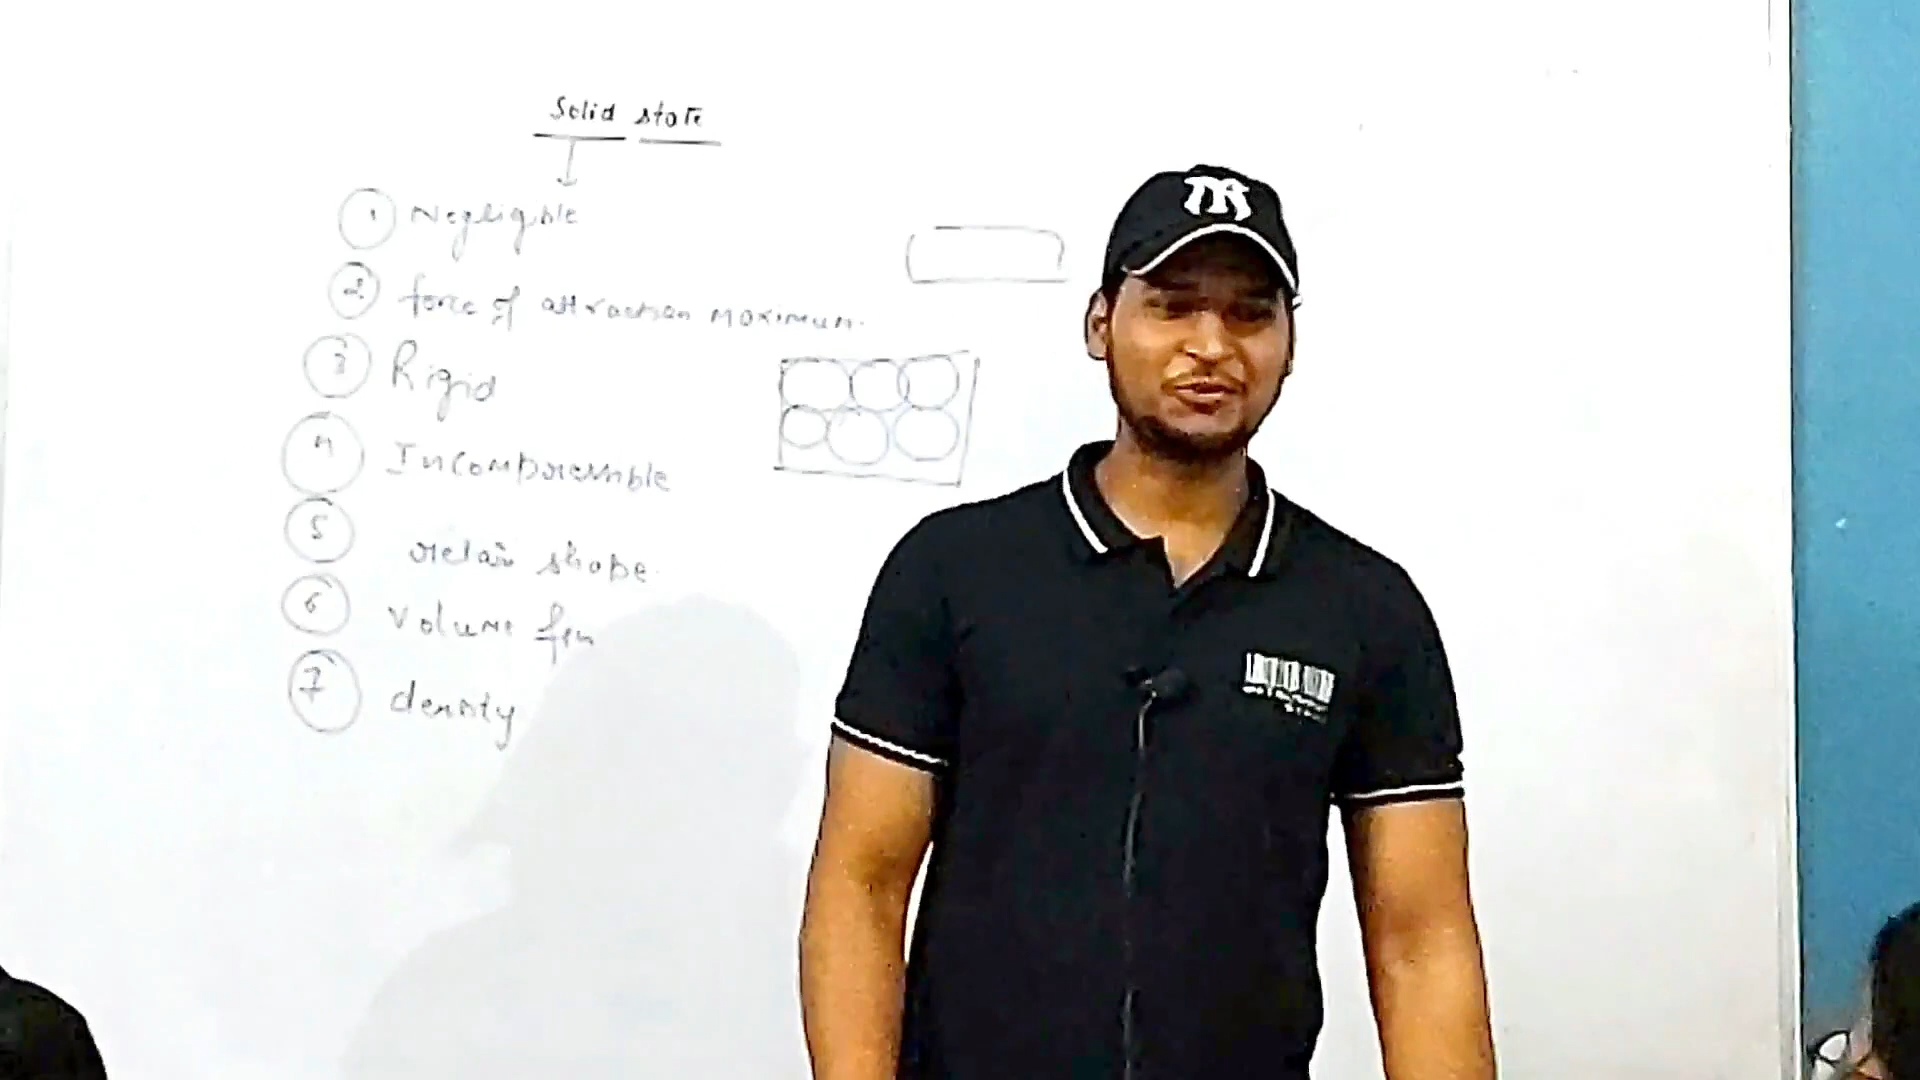 Solid state
1 Negligible
2 force of attraction maximum.
3 Rigid
4 Incompressible
5 retain shape
6 volume fix
7 density